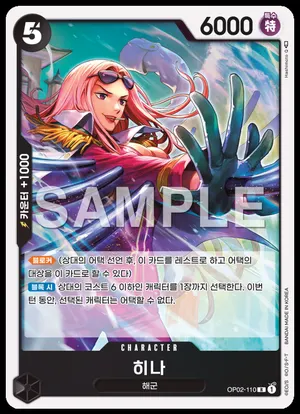 5
6000
특수
特
카운터 +1000
SAMPLE
블로커 (상대의 어택 선언 후, 이 카드를 레스트로 하고 어택의
대상을 이 카드로 할 수 있다)
블록 시 상대의 코스트 6 이하인 캐릭터를 1장까지 선택한다. 이번
턴 동안, 선택된 캐릭터는 어택할 수 없다.
CHARACTER
히나
해군
OP02-110 R 1
BANDAI MADE IN KOREA